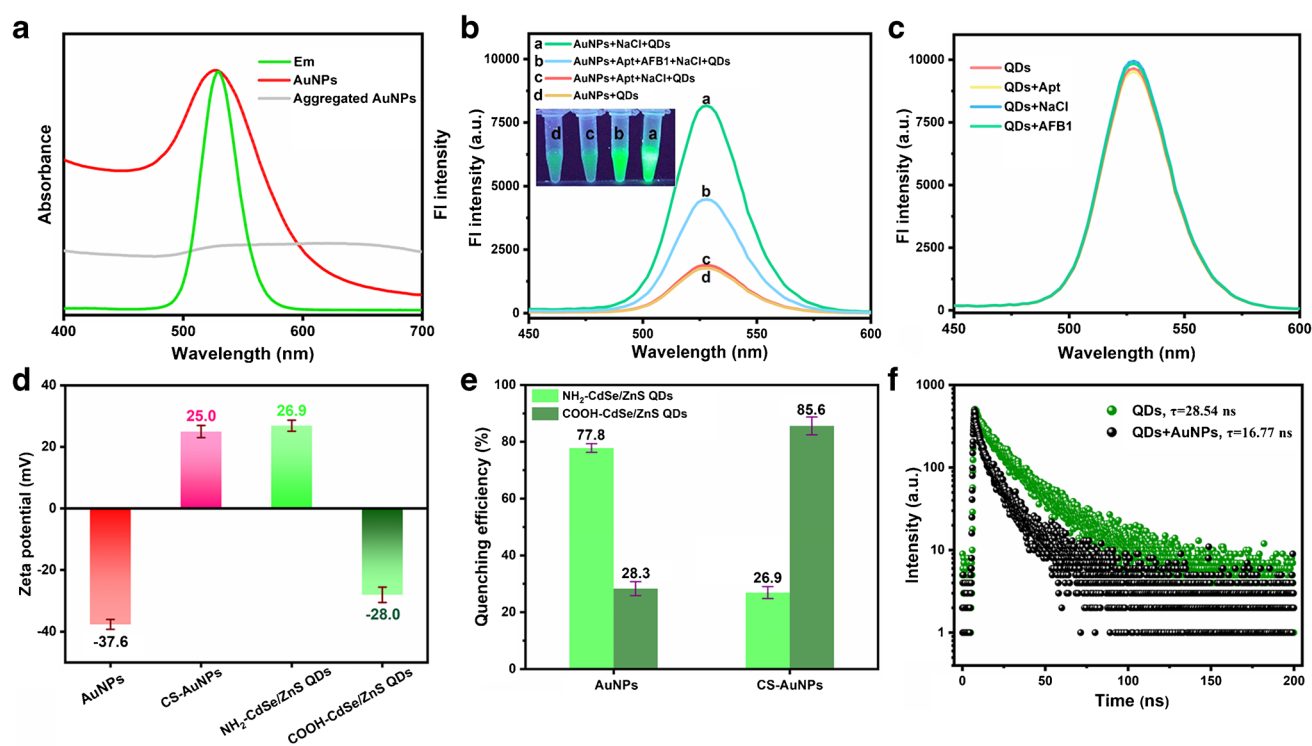 a
Absorbance
Em
AuNPs
Aggregated AuNPs
FI intensity
400 500 600 700
Wavelength (nm)
b
FI intensity (a.u.)
10000
7500
5000
2500
0
a AuNPs+NaCl+QDs
b AuNPs+Apt+AFB1+NaCl+QDs
c AuNPs+Apt+NaCl+QDs
d AuNPs+QDs
d c b a
a
b
c
d
450 500 550 600
Wavelength (nm)
c
FI intensity (a.u.)
10000
7500
5000
2500
0
QDs
QDs+Apt
QDs+NaCl
QDs+AFB1
450 500 550 600
Wavelength (nm)
d
Zeta potential (mV)
40
20
0
-20
-40
-37.6
25.0
26.9
-28.0
AuNPs
CS-AuNPs
NH₂-CdSe/ZnS QDs
COOH-CdSe/ZnS QDs
e
Quenching efficiency (%)
100
80
60
40
20
0
NH₂-CdSe/ZnS QDs
COOH-CdSe/ZnS QDs
77.8
28.3
26.9
85.6
AuNPs CS-AuNPs
f
Intensity (a.u.)
1000
100
10
1
QDs, τ=28.54 ns
QDs+AuNPs, τ=16.77 ns
0 50 100 150 200
Time (ns)